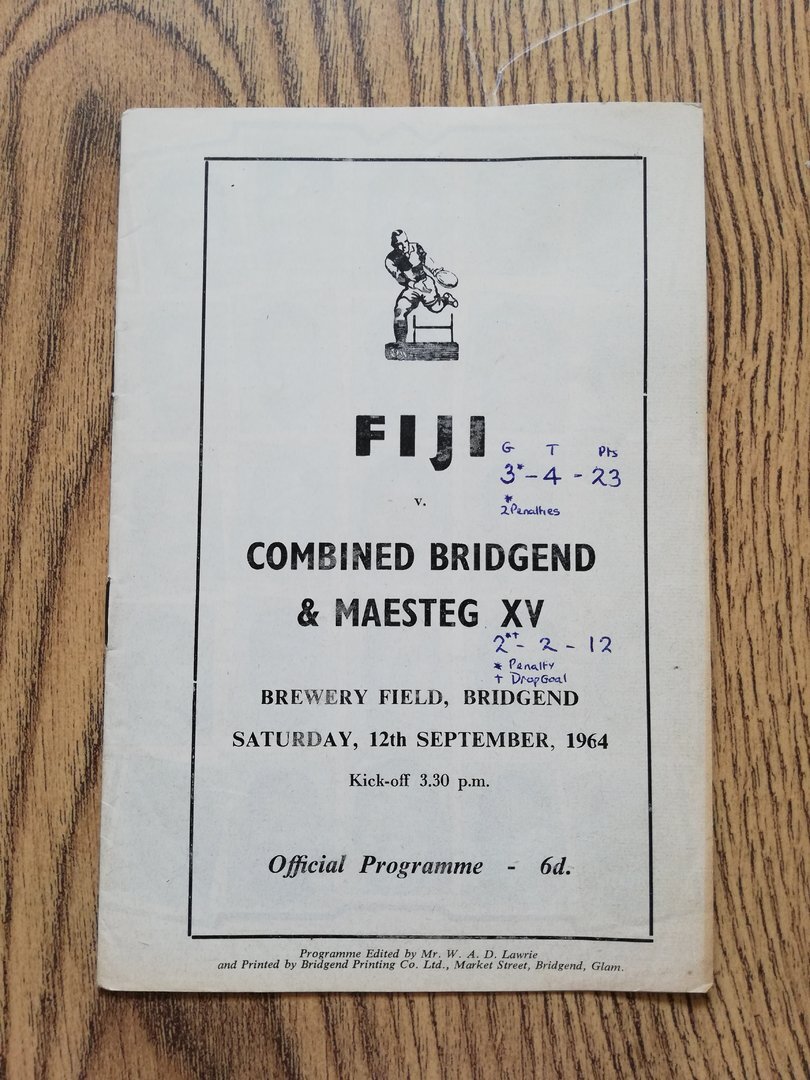 FIJI
G T Pts
3* - 4 - 23
*
2 Penalties
v.
COMBINED BRIDGEND
& MAESTEG XV
2*† - 2 - 12
* Penalty
† Drop Goal
BREWERY FIELD, BRIDGEND
SATURDAY, 12th SEPTEMBER, 1964
Kick-off 3.30 p.m.
Official Programme - 6d.
Programme Edited by Mr. W. A. D. Lawrie
and Printed by Bridgend Printing Co. Ltd., Market Street, Bridgend, Glam.